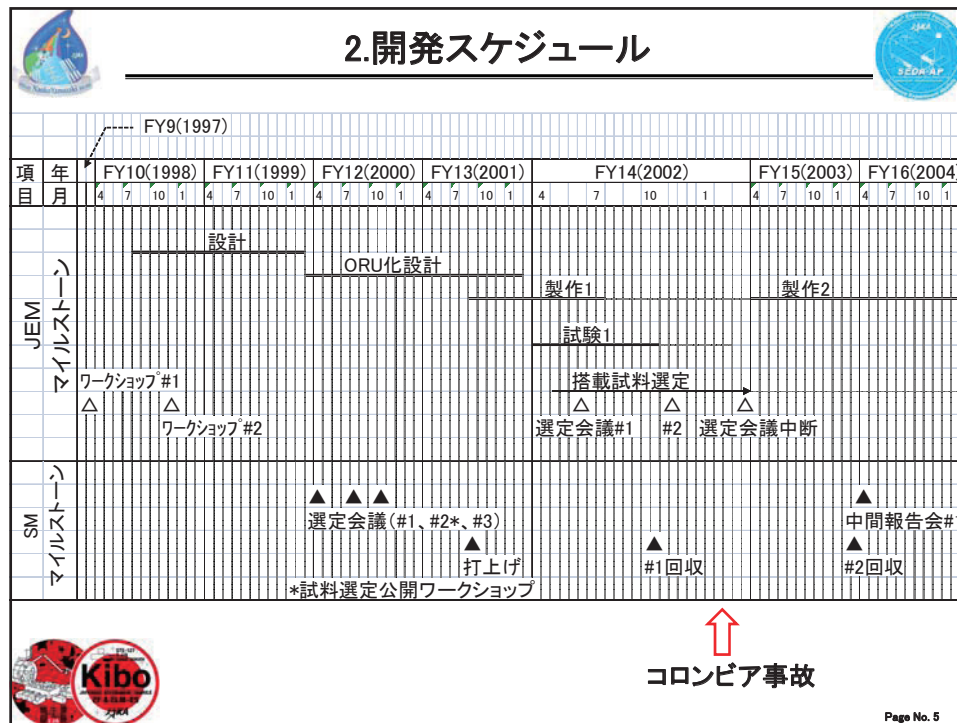 2.開発スケジュール
JAXA
SEDA-AP
FY9(1997)
項目
年月
FY10(1998) FY11(1999) FY12(2000) FY13(2001) FY14(2002) FY15(2003) FY16(2004)
4 7 10 1 4 7 10 1 4 7 10 1 4 7 10 1 4 7 10 1 4 7 10 1 4 7 10 1
JEM
マイルストーン
設計
ORU化設計
製作1 製作2
試験1
搭載試料選定
ワークショップ#1
ワークショップ#2
選定会議#1 #2 選定会議中断
SM
マイルストーン
選定会議(#1、#2*、#3)
中間報告会#1
打上げ
#1回収
#2回収
*試料選定公開ワークショップ
コロンビア事故
Kibo
JAXA
Page No. 5